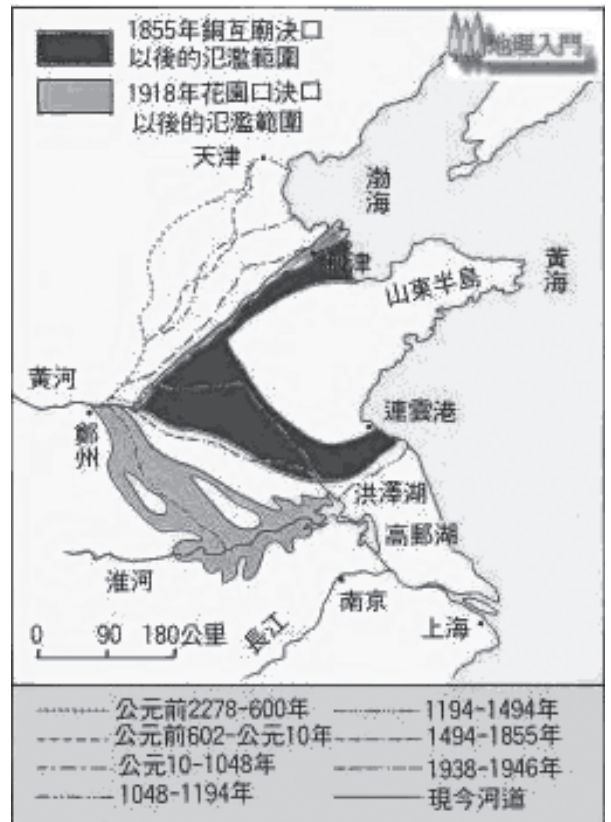 1855年銅互廟決口
以後的氾濫範圍
1918年花園口決口
以後的氾濫範圍
地理入門
天津
渤海
黃海
山東半島
黃河
鄭州
連雲港
洪澤湖
高郵湖
淮河
南京
上海
長江
0 90 180公里
公元前2278-600年
公元前602-公元10年
公元10-1048年
1048-1194年
1194-1494年
1494-1855年
1938-1946年
現今河道